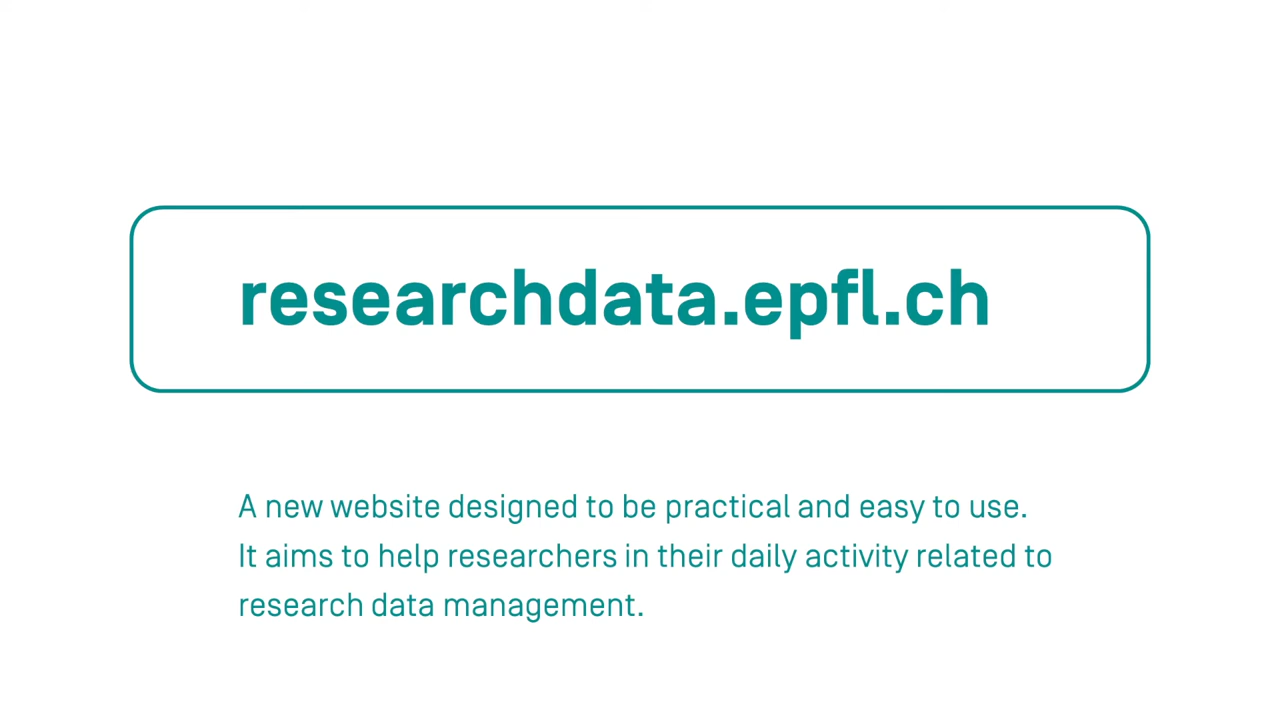 researchdata.epfl.ch
A new website designed to be practical and easy to use.
It aims to help researchers in their daily activity related to
research data management.